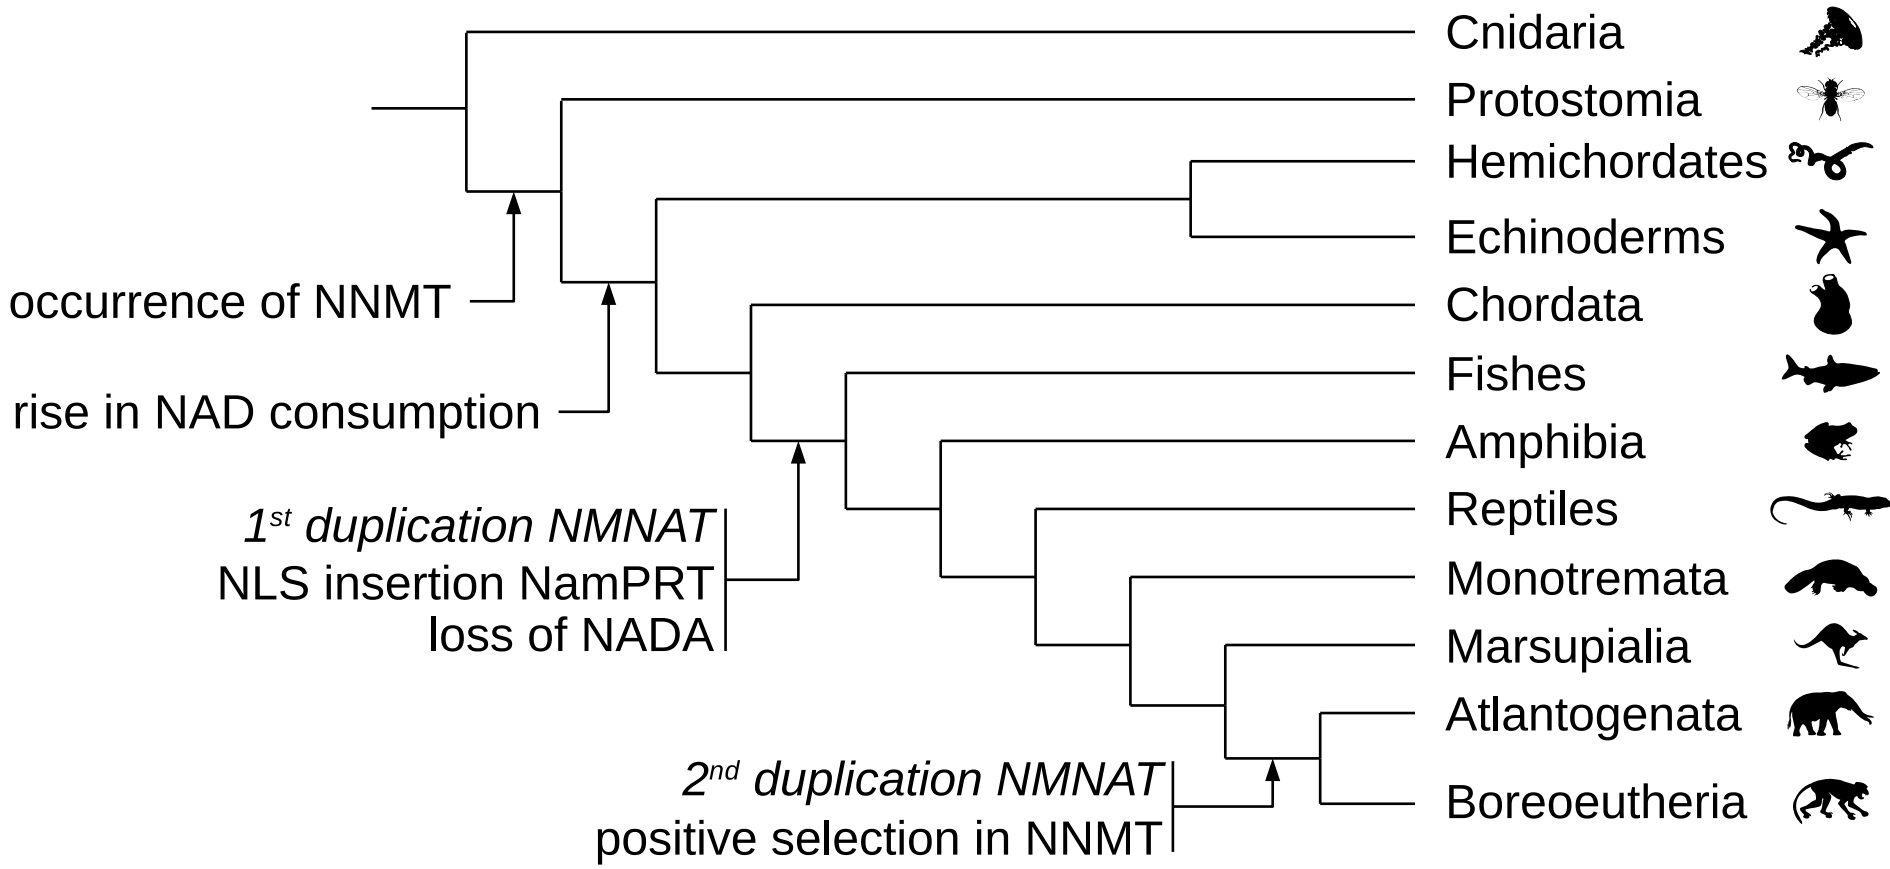 Cnidaria
Protostomia
Hemichordates
Echinoderms
occurrence of NNMT
Chordata
Fishes
rise in NAD consumption
Amphibia
Reptiles
1st duplication NMNAT
NLS insertion NamPRT
loss of NADA
Monotremata
Marsupialia
Atlantogenata
2nd duplication NMNAT
positive selection in NNMT
Boreoeutheria